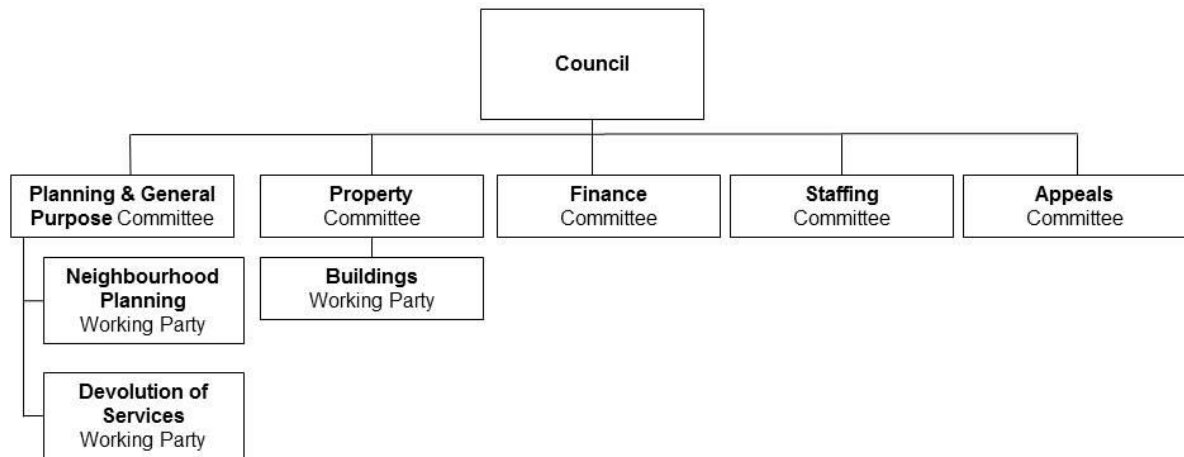 Council
Planning & General
Purpose Committee
Property
Committee
Finance
Committee
Staffing
Committee
Appeals
Committee
Neighbourhood
Planning
Working Party
Buildings
Working Party
Devolution of
Services
Working Party